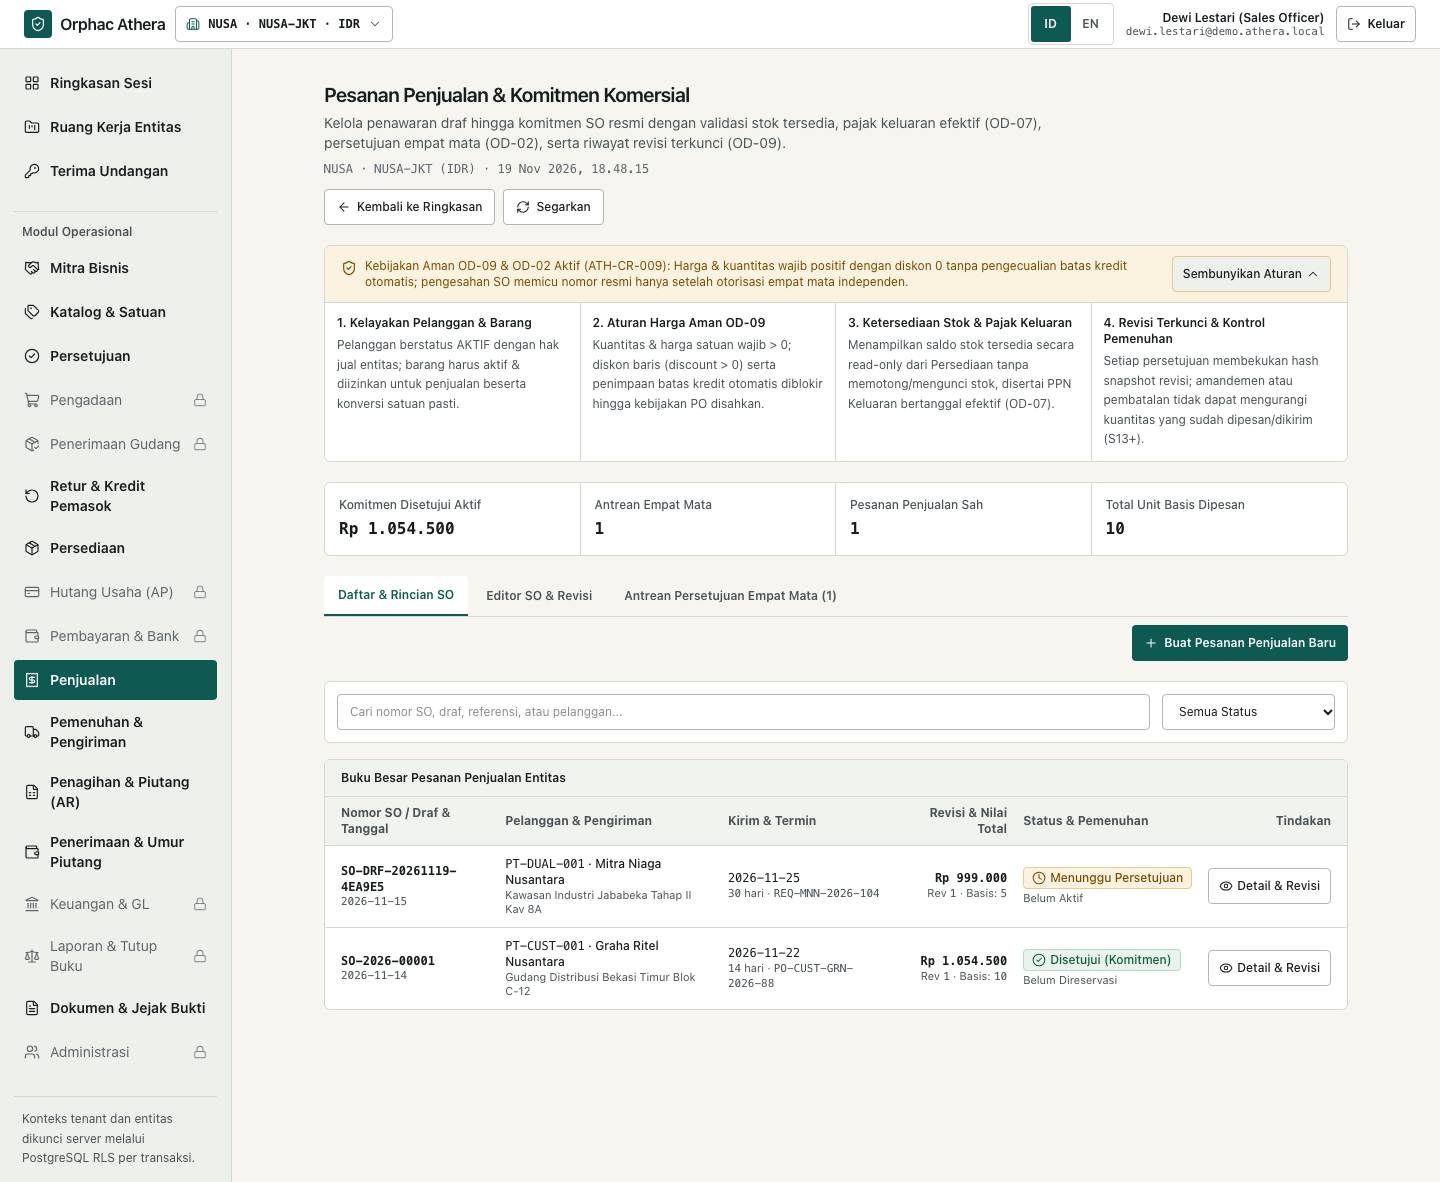 Orphac Athera
NUSA · NUSA-JKT · IDR
ID
EN
Dewi Lestari (Sales Officer)
dewi.lestari@demo.athera.local
Keluar
Ringkasan Sesi
Ruang Kerja Entitas
Terima Undangan
Modul Operasional
Mitra Bisnis
Katalog & Satuan
Persetujuan
Pengadaan
Penerimaan Gudang
Retur & Kredit
Pemasok
Persediaan
Hutang Usaha (AP)
Pembayaran & Bank
Penjualan
Pemenuhan &
Pengiriman
Penagihan & Piutang
(AR)
Penerimaan & Umur
Piutang
Keuangan & GL
Laporan & Tutup
Buku
Dokumen & Jejak Bukti
Administrasi
Konteks tenant dan entitas
dikunci server melalui
PostgreSQL RLS per transaksi.
Pesanan Penjualan & Komitmen Komersial
Kelola penawaran draf hingga komitmen SO resmi dengan validasi stok tersedia, pajak keluaran efektif (OD-07),
persetujuan empat mata (OD-02), serta riwayat revisi terkunci (OD-09).
NUSA · NUSA-JKT (IDR) · 19 Nov 2026, 18.48.15
Kembali ke Ringkasan
Segarkan
Kebijakan Aman OD-09 & OD-02 Aktif (ATH-CR-009): Harga & kuantitas wajib positif dengan diskon 0 tanpa pengecualian batas kredit
otomatis; pengesahan SO memicu nomor resmi hanya setelah otorisasi empat mata independen.
Sembunyikan Aturan
1. Kelayakan Pelanggan & Barang
Pelanggan berstatus AKTIF dengan hak
jual entitas; barang harus aktif &
diizinkan untuk penjualan beserta
konversi satuan pasti.
2. Aturan Harga Aman OD-09
Kuantitas & harga satuan wajib > 0;
diskon baris (discount > 0) serta
penimpaan batas kredit otomatis diblokir
hingga kebijakan PO disahkan.
3. Ketersediaan Stok & Pajak Keluaran
Menampilkan saldo stok tersedia secara
read-only dari Persediaan tanpa
memotong/mengunci stok, disertai PPN
Keluaran bertanggal efektif (OD-07).
4. Revisi Terkunci & Kontrol
Pemenuhan
Setiap persetujuan membekukan hash
snapshot revisi; amandemen atau
pembatalan tidak dapat mengurangi
kuantitas yang sudah dipesan/dikirim
(S13+).
Komitmen Disetujui Aktif
Rp 1.054.500
Antrean Empat Mata
1
Pesanan Penjualan Sah
1
Total Unit Basis Dipesan
10
Daftar & Rincian SO
Editor SO & Revisi
Antrean Persetujuan Empat Mata (1)
Buat Pesanan Penjualan Baru
Cari nomor SO, draf, referensi, atau pelanggan...
Semua Status
Buku Besar Pesanan Penjualan Entitas
Nomor SO / Draf &
Tanggal
Pelanggan & Pengiriman
Kirim & Termin
Revisi & Nilai
Total
Status & Pemenuhan
Tindakan
SO-DRF-20261119-
4EA9E5
2026-11-15
PT-DUAL-001 · Mitra Niaga
Nusantara
Kawasan Industri Jababeka Tahap II
Kav 8A
2026-11-25
30 hari · REQ-MNN-2026-104
Rp 999.000
Rev 1 · Basis: 5
Menunggu Persetujuan
Belum Aktif
Detail & Revisi
SO-2026-00001
2026-11-14
PT-CUST-001 · Graha Ritel
Nusantara
Gudang Distribusi Bekasi Timur Blok
C-12
2026-11-22
14 hari · PO-CUST-GRN-
2026-88
Rp 1.054.500
Rev 1 · Basis: 10
Disetujui (Komitmen)
Belum Direservasi
Detail & Revisi